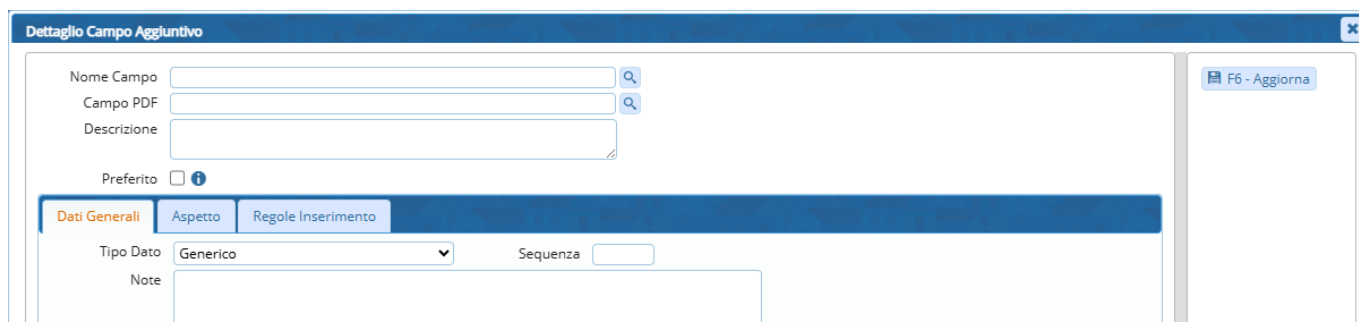 Dettaglio Campo Aggiuntivo
Nome Campo
F6 - Aggiorna
Campo PDF
Descrizione
Preferito
Dati Generali Aspetto Regole Inserimento
Tipo Dato Generico Sequenza
Note